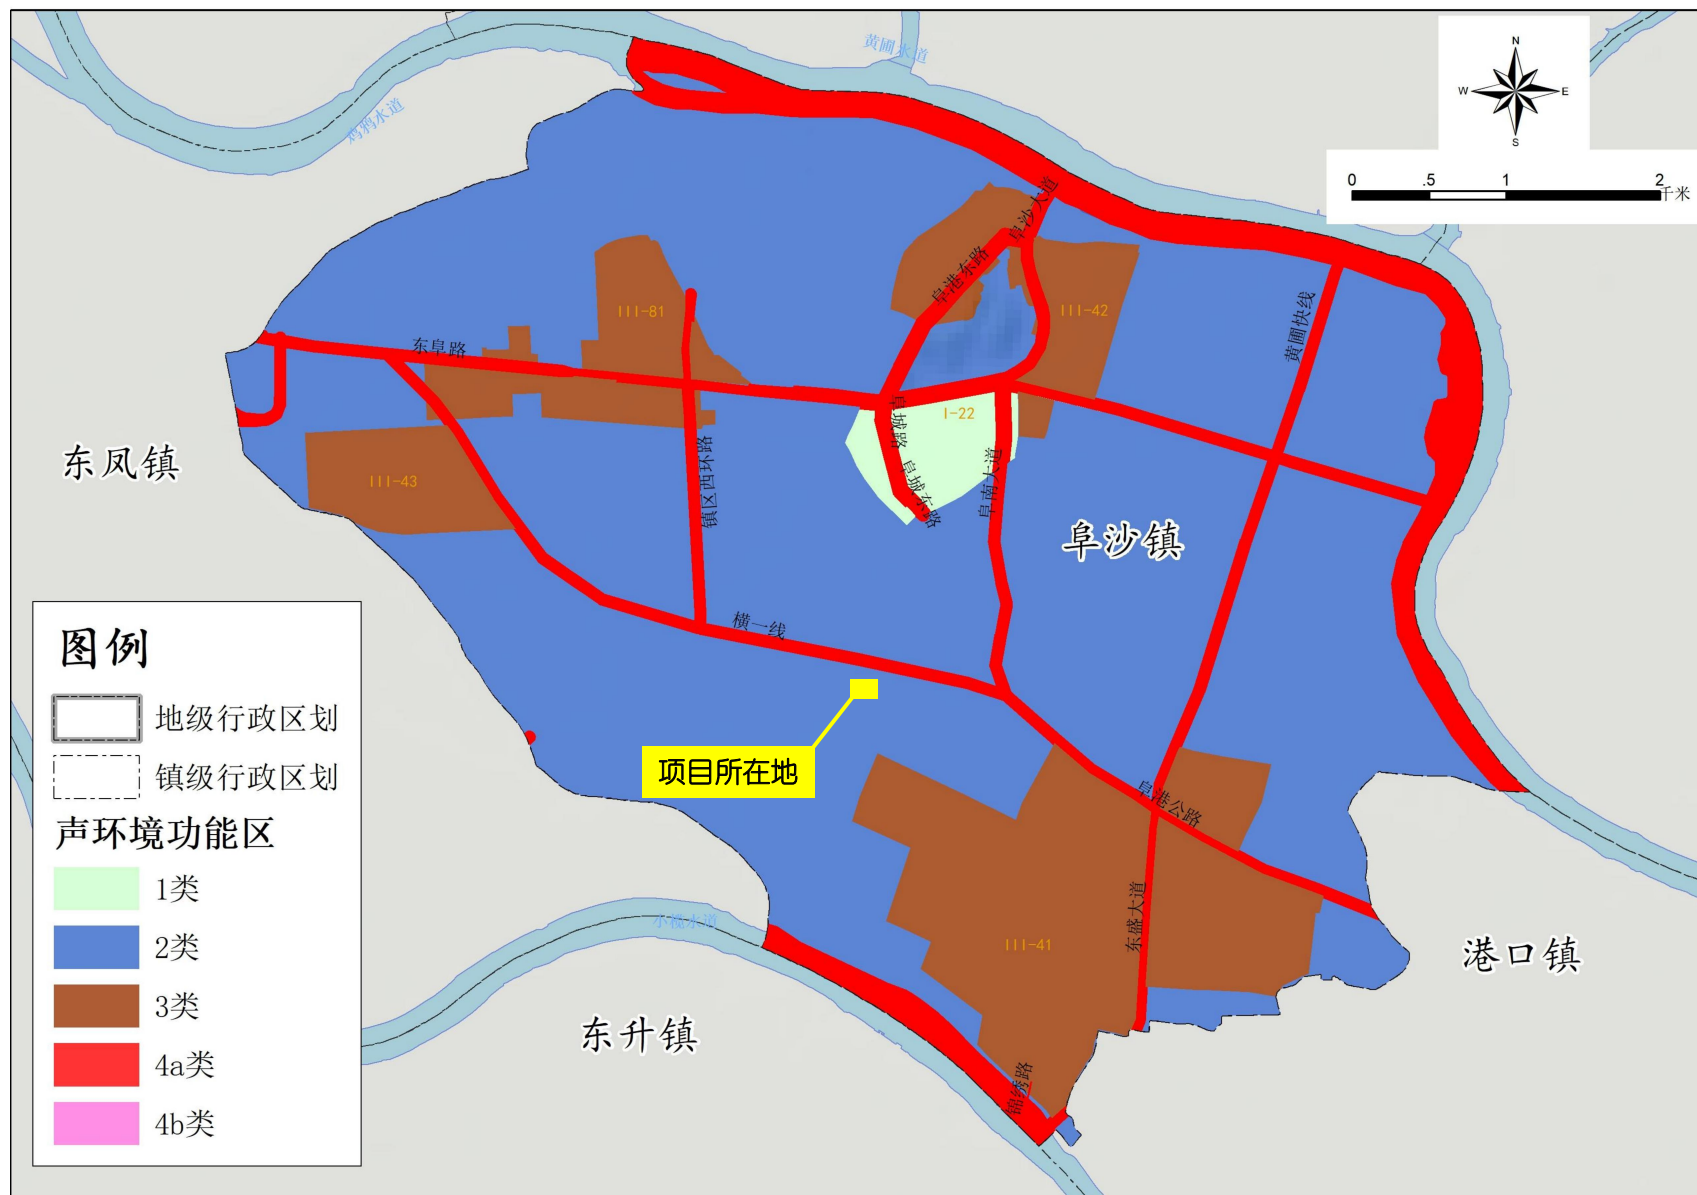 黄圃水道
鸡鸦水道
N
W
E
S
0
.5
1
2
千米
阜沙大道
阜港东路
黄圃快线
III-81
III-42
东阜路
I-22
阜城路
东凤镇
III-43
镇区西环路
阜城东路
阜南大道
阜沙镇
横一线
项目所在地
阜港公路
东盛大道
小榄水道
III-41
港口镇
东升镇
锦绣路
图例
地级行政区划
镇级行政区划
声环境功能区
1类
2类
3类
4a类
4b类